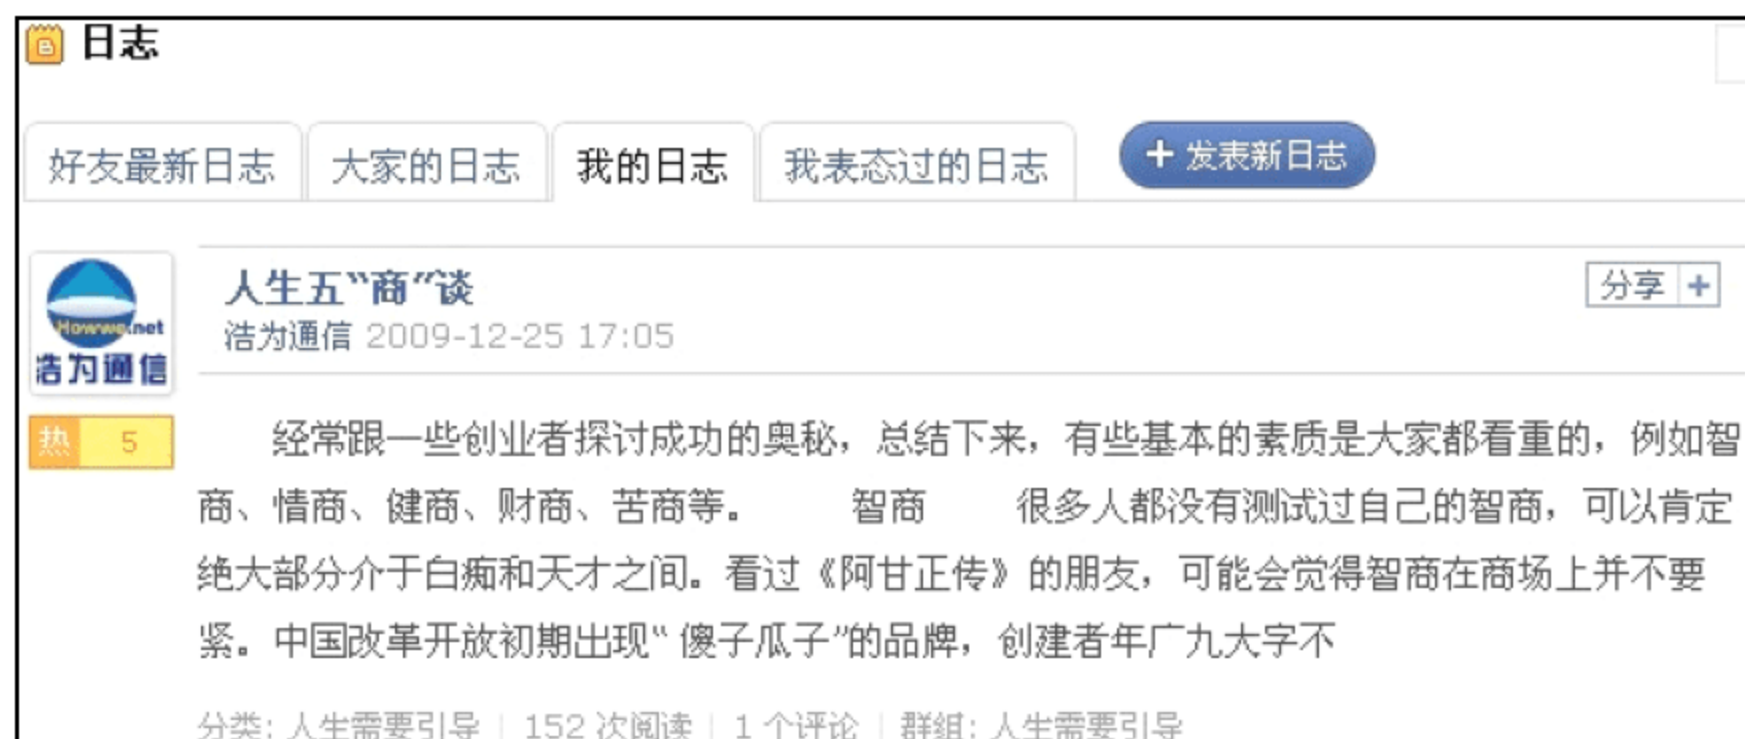 日志
好友最新日志 大家的日志 我的日志 我表态过的日志 + 发表新日志
人生五“商”谈
分享 +
浩为通信 2009-12-25 17:05
Howwe.net
浩为通信
热 5
经常跟一些创业者探讨成功的奥秘，总结下来，有些基本的素质是大家都看重的，例如智
商、情商、健商、财商、苦商等。 智商 很多人都没有测试过自己的智商，可以肯定
绝大部分介于白痴和天才之间。看过《阿甘正传》的朋友，可能会觉得智商在商场上并不要
紧。中国改革开放初期出现“傻子瓜子”的品牌，创建者年广九大字不
分类: 人生需要引导 | 152 次阅读 | 1 个评论 | 群组: 人生需要引导